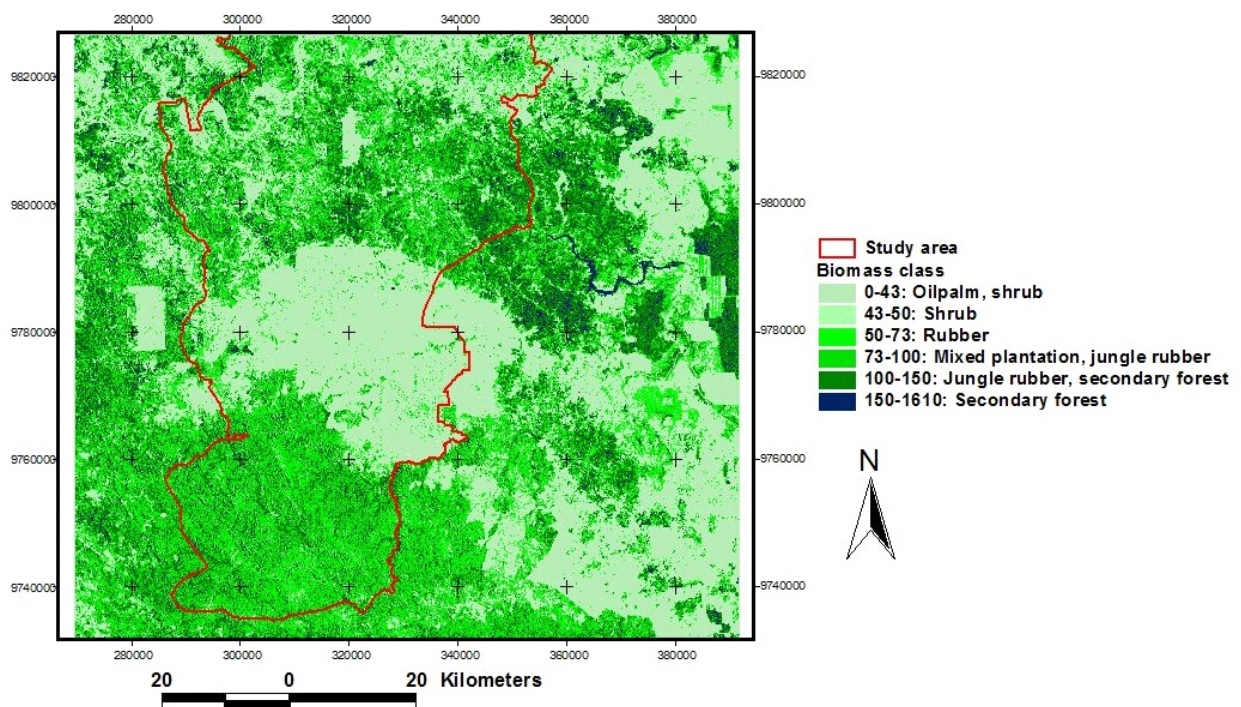 280000 300000 320000 340000 360000 380000
9820000 9820000
9800000 9800000
9780000 9780000
9760000 9760000
9740000 9740000
280000 300000 320000 340000 360000 380000
20 0 20 Kilometers
Study area
Biomass class
0-43: Oilpalm, shrub
43-50: Shrub
50-73: Rubber
73-100: Mixed plantation, jungle rubber
100-150: Jungle rubber, secondary forest
150-1610: Secondary forest
N